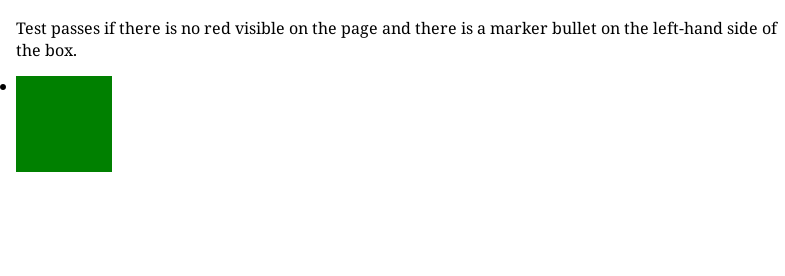 Test passes if there is no red visible on the page and there is a marker bullet on the left-hand side of
the box.